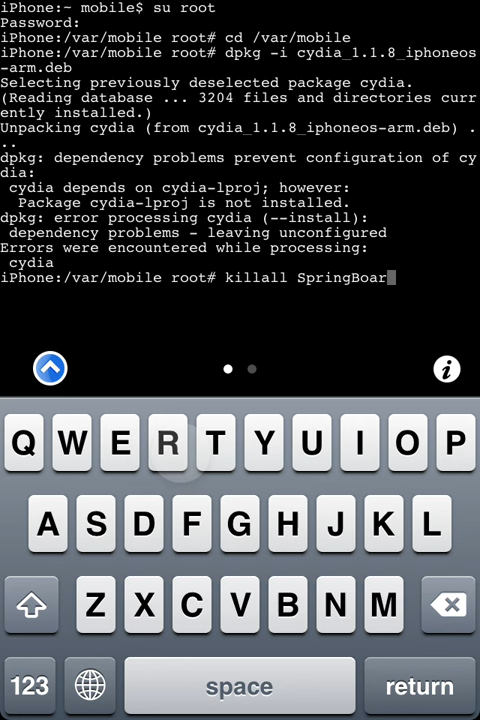 iPhone:~ mobile$ su root
Password:
iPhone:/var/mobile root# cd /var/mobile
iPhone:/var/mobile root# dpkg -i cydia_1.1.8_iphoneos
-arm.deb
Selecting previously deselected package cydia.
(Reading database ... 3204 files and directories curr
ently installed.)
Unpacking cydia (from cydia_1.1.8_iphoneos-arm.deb) .
..
dpkg: dependency problems prevent configuration of cy
dia:
 cydia depends on cydia-lproj; however:
  Package cydia-lproj is not installed.
dpkg: error processing cydia (--install):
 dependency problems - leaving unconfigured
Errors were encountered while processing:
 cydia
iPhone:/var/mobile root# killall SpringBoar
i
Q W E R T Y U I O P
A S D F G H J K L
Z X C V B N M
123 space return